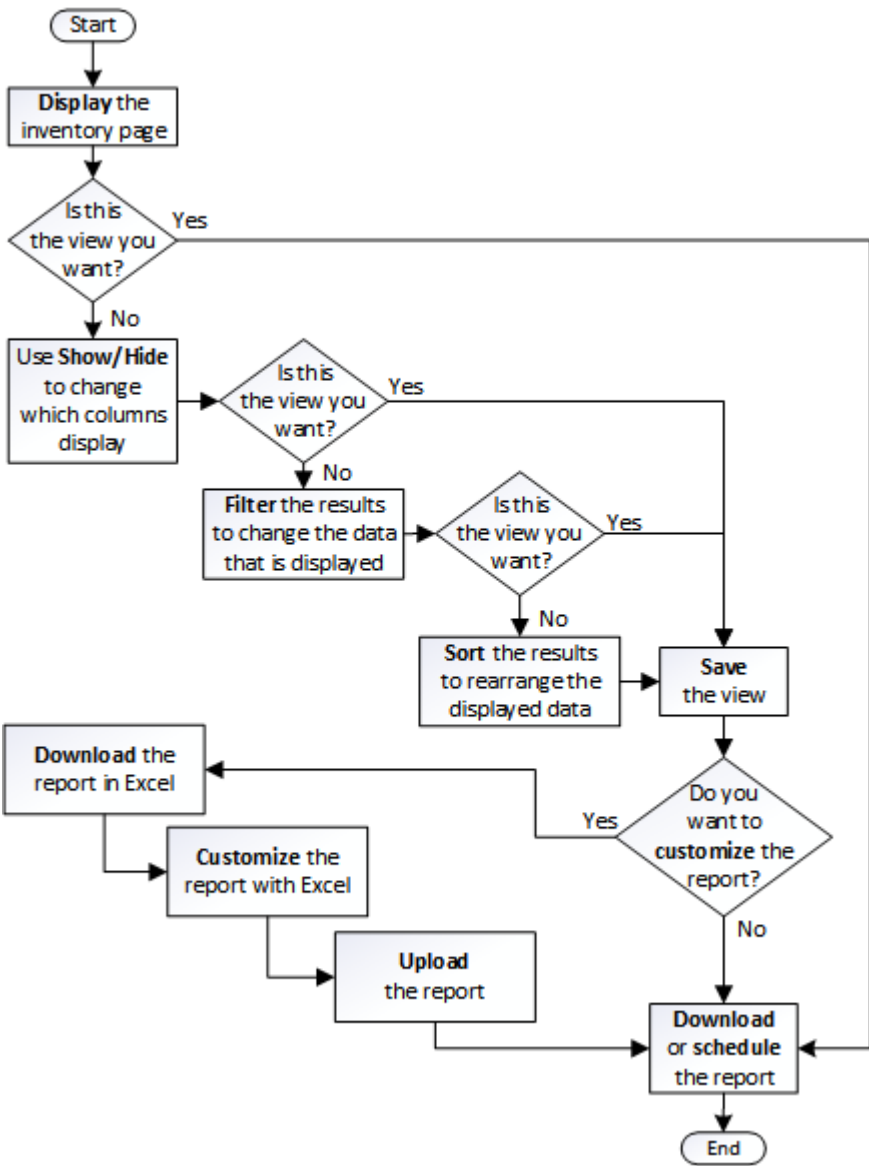 Start
Display the
inventory page
Is this
the view you
want?
Yes
No
Use Show/Hide
to change
which columns
display
Is this
the view you
want?
Yes
No
Filter the results
to change the data
that is displayed
Is this
the view you
want?
Yes
No
Sort the results
to rearrange the
displayed data
Save
the view
Do you
want to
customize the
report?
Yes
No
Download the
report in Excel
Customize the
report with Excel
Upload
the report
Download
or schedule
the report
End